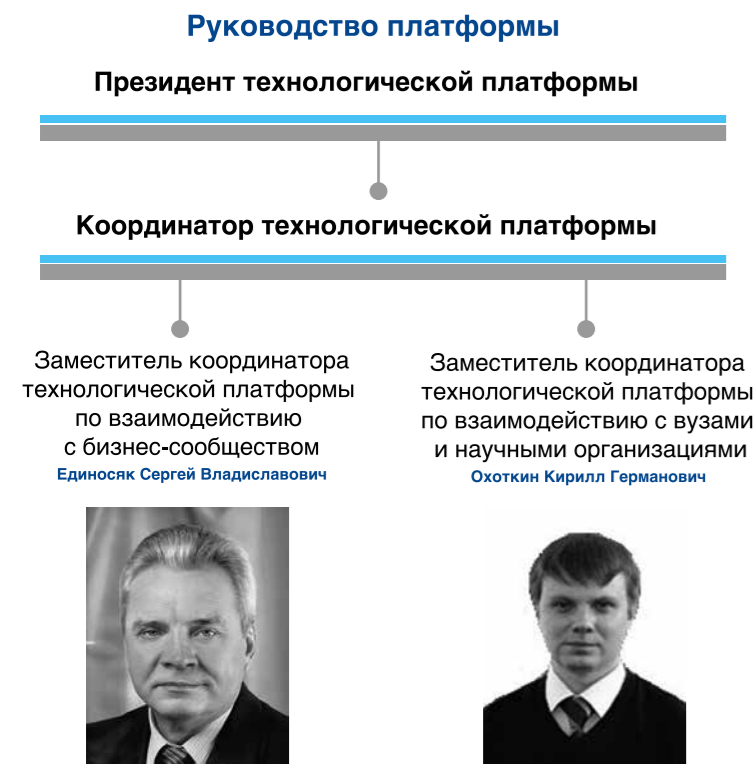 Руководство платформы
Президент технологической платформы
Координатор технологической платформы
Заместитель координатора
технологической платформы
по взаимодействию
с бизнес-сообществом
Единосяк Сергей Владиславович
Заместитель координатора
технологической платформы
по взаимодействию с вузами
и научными организациями
Охоткин Кирилл Германович